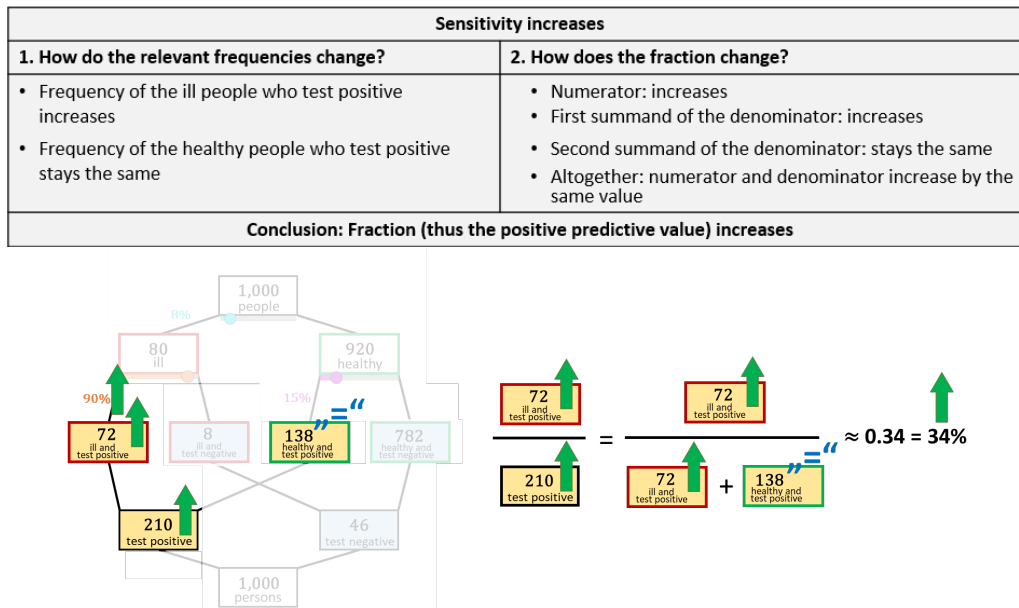 Sensitivity increases
1. How do the relevant frequencies change?
• Frequency of the ill people who test positive
increases
• Frequency of the healthy people who test positive
stays the same
2. How does the fraction change?
• Numerator: increases
• First summand of the denominator: increases
• Second summand of the denominator: stays the same
• Altogether: numerator and denominator increase by the
same value
Conclusion: Fraction (thus the positive predictive value) increases
1,000
people
8%
80
ill
920
healthy
90%
15%
72
ill and
test positive
8
ill and
test negative
138
healthy and
test positive
„=“
782
healthy and
test negative
210
test positive
46
test negative
1,000
persons
72
ill and
test positive
210
test positive
=
72
ill and
test positive
72
ill and
test positive
+
138
healthy and
test positive
„=“
≈ 0.34 = 34%